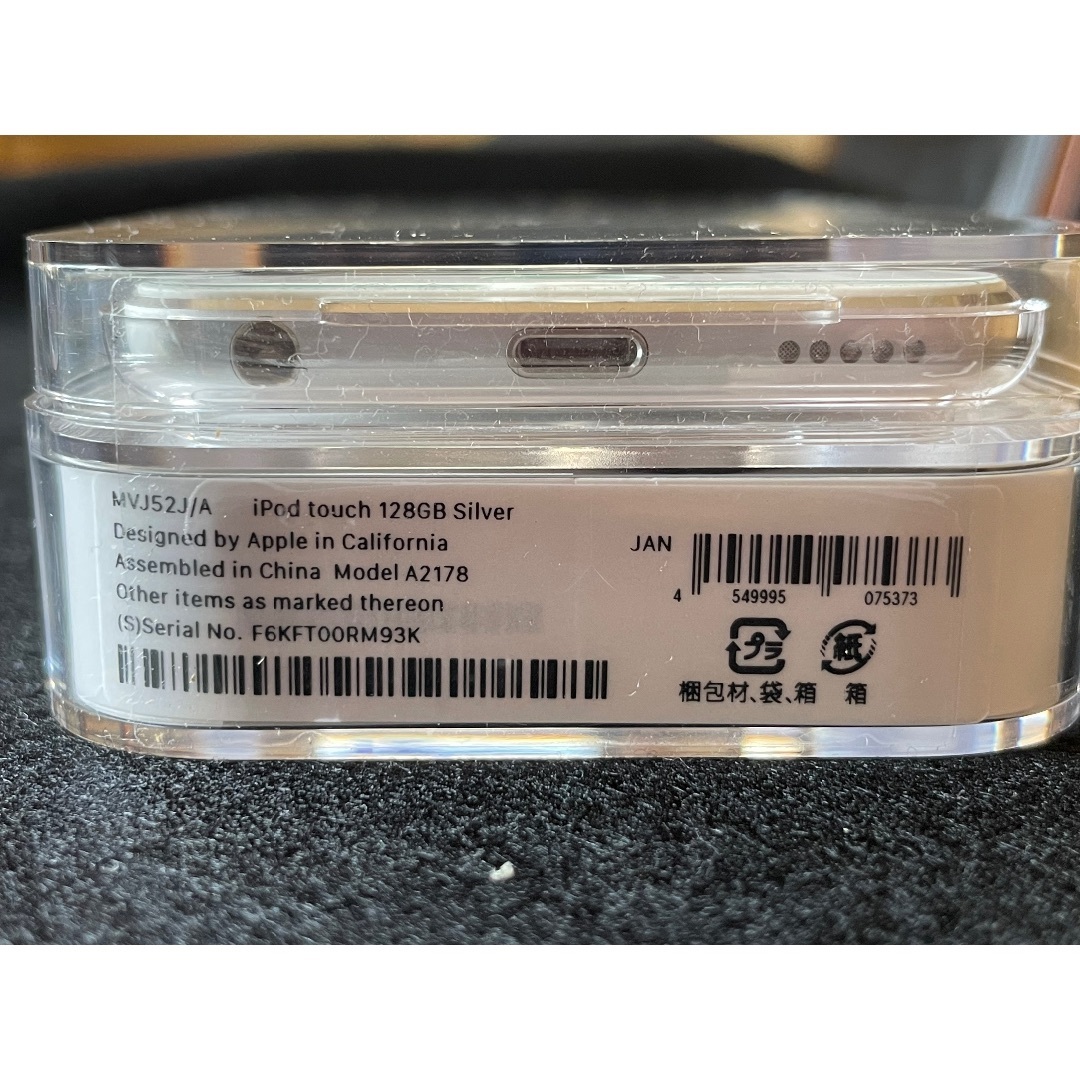 MVJ52J/A iPod touch 128GB Silver
Designed by Apple in California
Assembled in China Model A2178
Other items as marked thereon
(S)Serial No. F6KFT00RM93K
JAN
4 549995 075373
プラ 紙
梱包材、袋、箱 箱